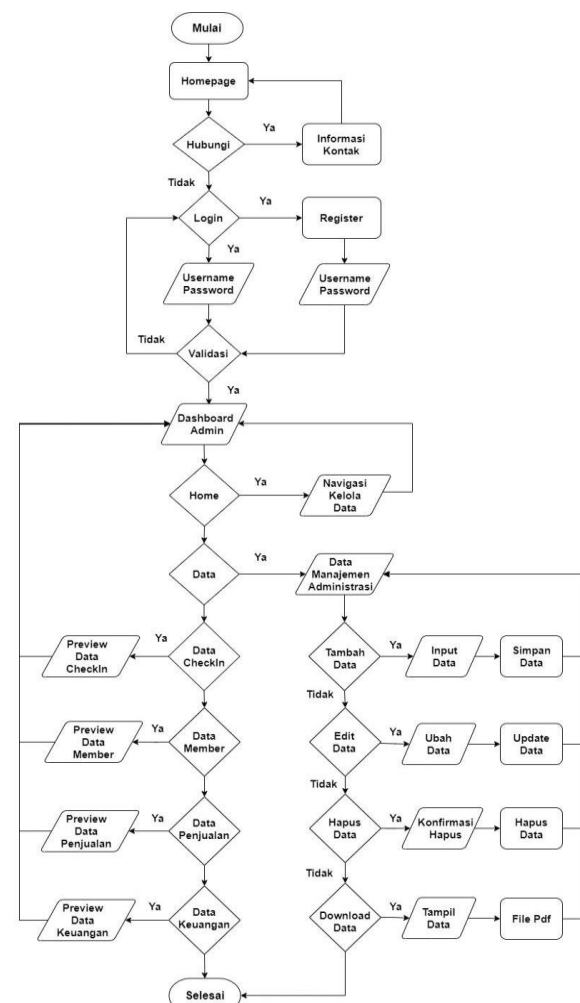 Mulai
Homepage
Hubungi
Ya
Informasi
Kontak
Tidak
Login
Ya
Register
Ya
Username
Password
Username
Password
Tidak
Validasi
Ya
Dashboard
Admin
Home
Ya
Navigasi
Kelola
Data
Data
Ya
Data
Manajemen
Administrasi
Preview
Data
CheckIn
Ya
Data
CheckIn
Tambah
Data
Ya
Input
Data
Simpan
Data
Tidak
Preview
Data
Member
Ya
Data
Member
Edit
Data
Ya
Ubah
Data
Update
Data
Tidak
Preview
Data
Penjualan
Ya
Data
Penjualan
Hapus
Data
Ya
Konfirmasi
Hapus
Hapus
Data
Tidak
Preview
Data
Keuangan
Ya
Data
Keuangan
Download
Data
Ya
Tampil
Data
File Pdf
Selesai